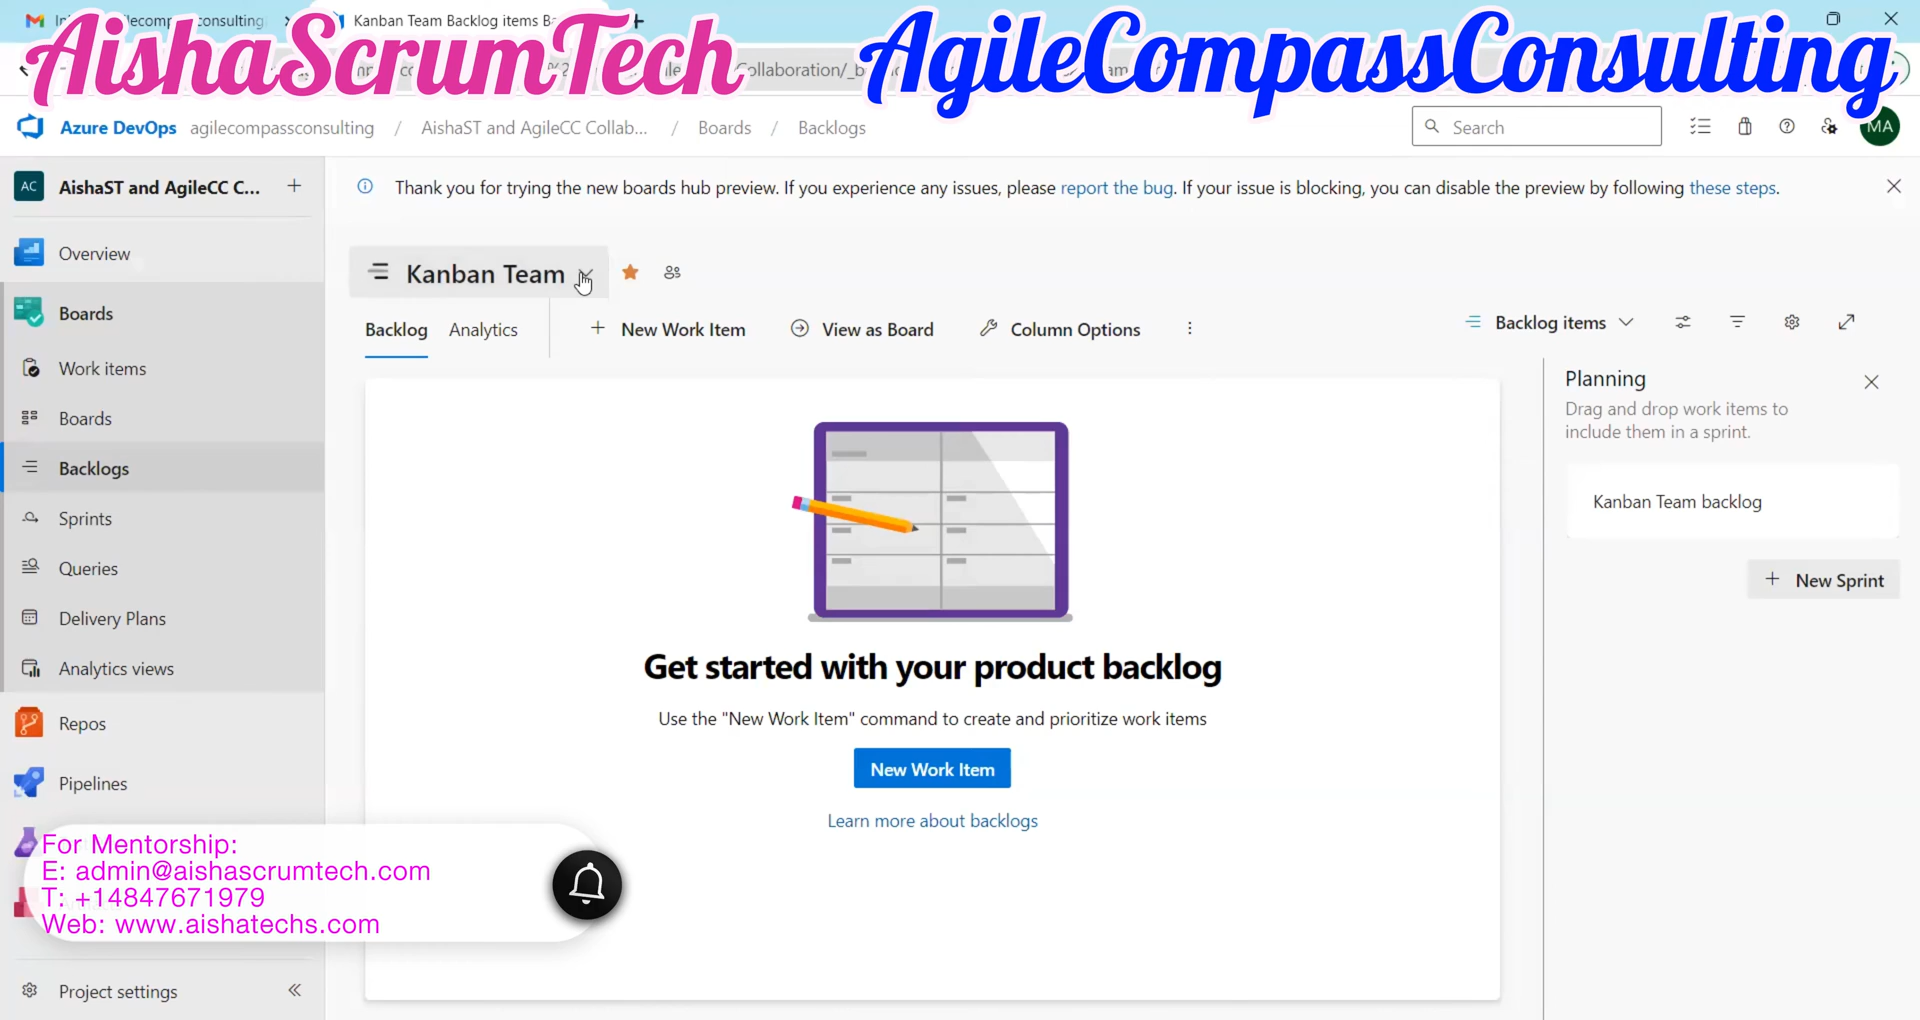 Kanban Team Backlog items Ba
AishaScrumTech
AgileCompassConsulting
Azure DevOps agilecompassconsulting / AishaST and AgileCC Collab... / Boards / Backlogs
Search
MA
AC AishaST and AgileCC C... +
Thank you for trying the new boards hub preview. If you experience any issues, please report the bug. If your issue is blocking, you can disable the preview by following these steps.
Overview
Boards
Work items
Boards
Backlogs
Sprints
Queries
Delivery Plans
Analytics views
Repos
Pipelines
Project settings
Kanban Team
Backlog Analytics
+ New Work Item
View as Board
Column Options
Backlog items
Get started with your product backlog
Use the "New Work Item" command to create and prioritize work items
New Work Item
Learn more about backlogs
Planning
Drag and drop work items to
include them in a sprint.
Kanban Team backlog
+ New Sprint
For Mentorship:
E: admin@aishascrumtech.com
T: +14847671979
Web: www.aishatechs.com